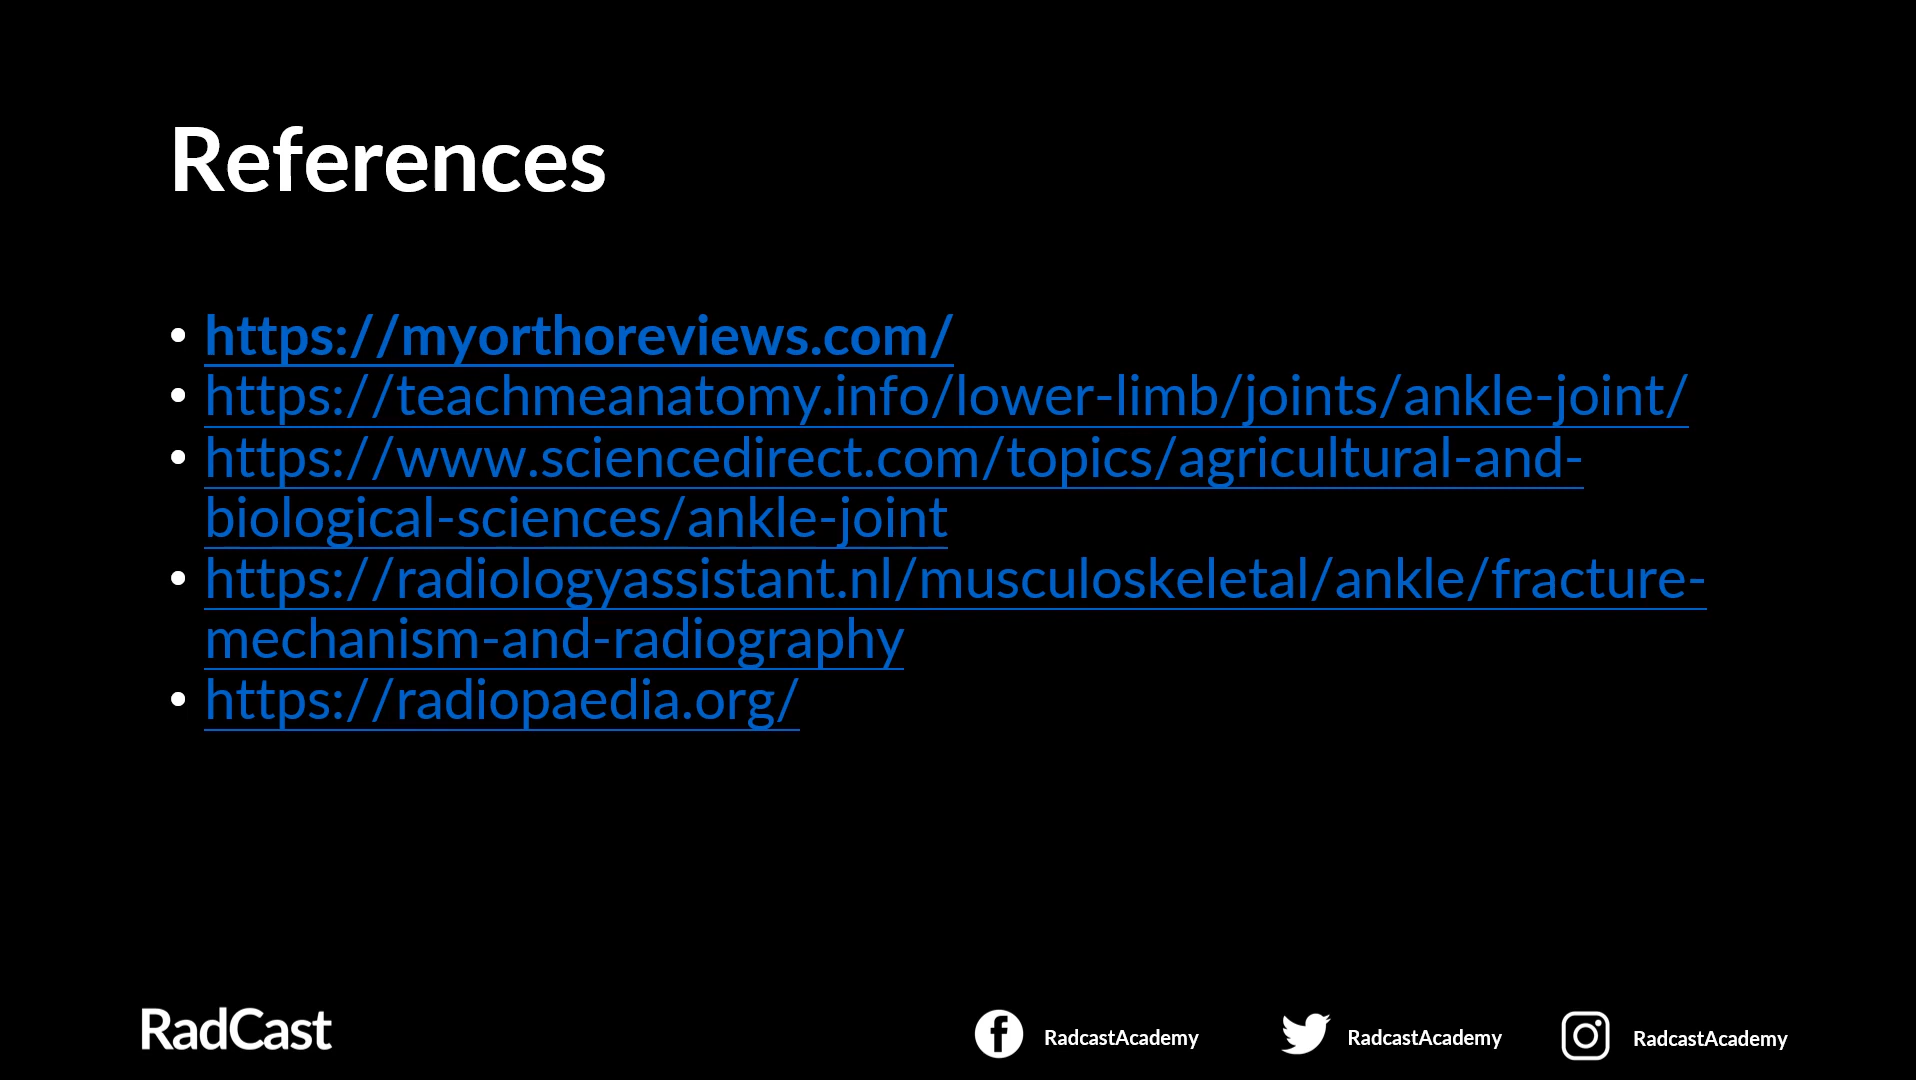 References
• https://myorthoreviews.com/
• https://teachmeanatomy.info/lower-limb/joints/ankle-joint/
• https://www.sciencedirect.com/topics/agricultural-and-
biological-sciences/ankle-joint
• https://radiologyassistant.nl/musculoskeletal/ankle/fracture-
mechanism-and-radiography
• https://radiopaedia.org/
RadCast
RadcastAcademy
RadcastAcademy
RadcastAcademy